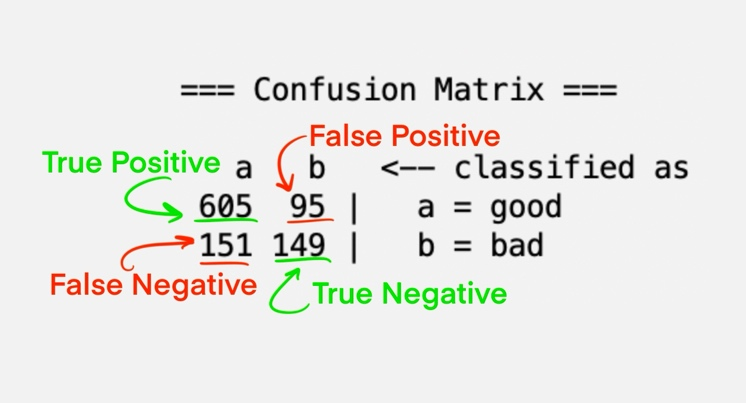 === Confusion Matrix ===
False Positive
True Positive a b <-- classified as
605 95 | a = good
151 149 | b = bad
False Negative
True Negative